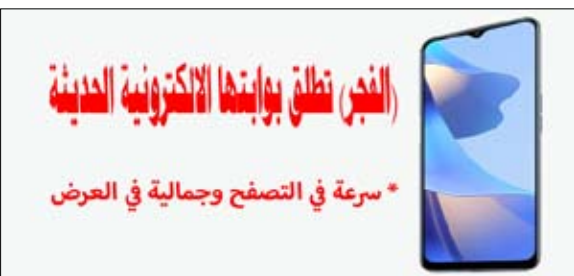 (الفجر) تطلق بوابتها الالكترونية الحديثة
* سرعة في التصفح وجمالية في العرض